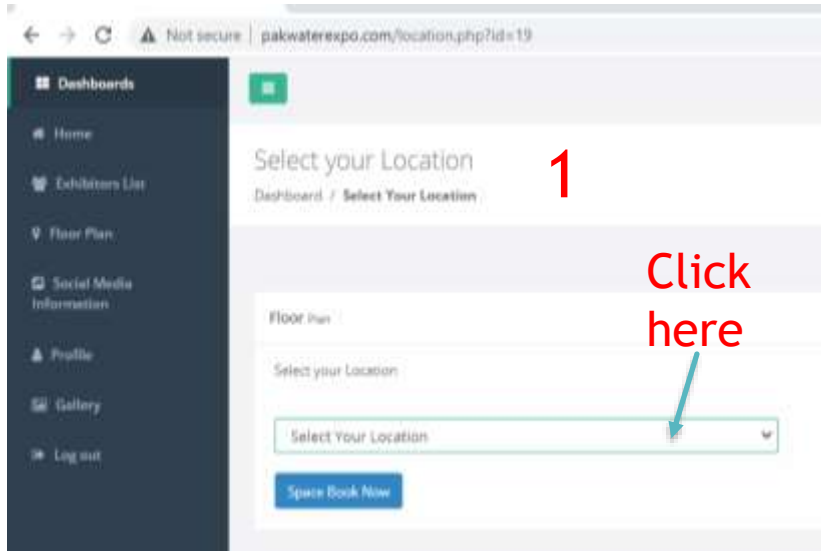 Not secure | pakwaterexpo.com/location.php?id=19
Dashboards
Home
Exhibitors List
Floor Plan
Social Media
Information
Profile
Gallery
Log out
Select your Location
Dashboard / Select Your Location
1
Click
here
Floor Plan
Select your Location
Select Your Location
Space Book Now